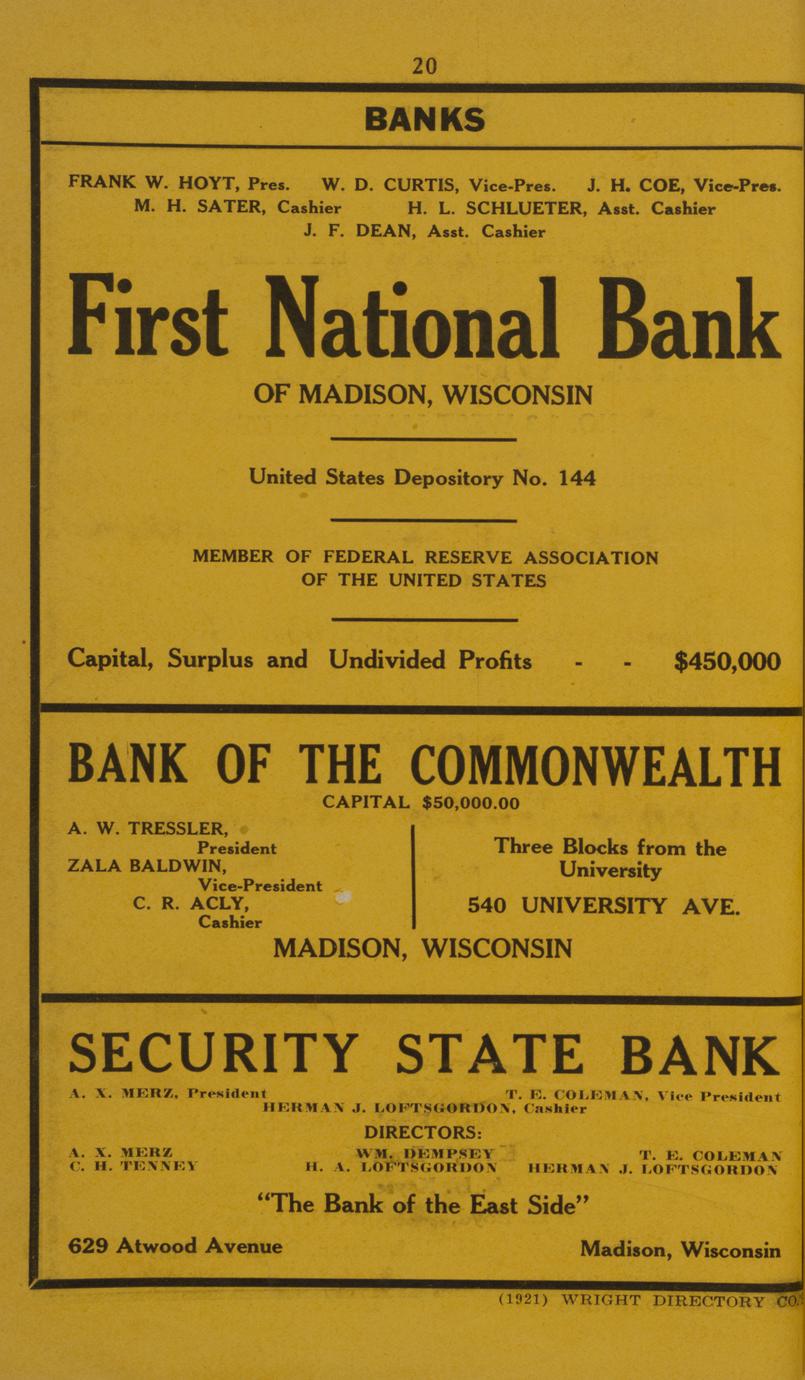 20
BANKS
FRANK W. HOYT, Pres. W. D. CURTIS, Vice-Pres. J. H. COE, Vice-Pres.
M. H. SATER, Cashier H. L. SCHLUETER, Asst. Cashier
J. F. DEAN, Asst. Cashier
First National Bank
OF MADISON, WISCONSIN
United States Depository No. 144
MEMBER OF FEDERAL RESERVE ASSOCIATION
OF THE UNITED STATES
Capital, Surplus and Undivided Profits - - $450,000
BANK OF THE COMMONWEALTH
CAPITAL $50,000.00
A. W. TRESSLER,
President
ZALA BALDWIN,
Vice-President
C. R. ACLY,
Cashier
Three Blocks from the
University
540 UNIVERSITY AVE.
MADISON, WISCONSIN
SECURITY STATE BANK
A. X. MERZ, President T. E. COLEMAN, Vice President
HERMAN J. LOFTSGORDON, Cashier
DIRECTORS:
A. X. MERZ WM. DEMPSEY T. E. COLEMAN
C. H. TENNEY H. A. LOFTSGORDON HERMAN J. LOFTSGORDON
"The Bank of the East Side"
629 Atwood Avenue Madison, Wisconsin
(1921) WRIGHT DIRECTORY CO.